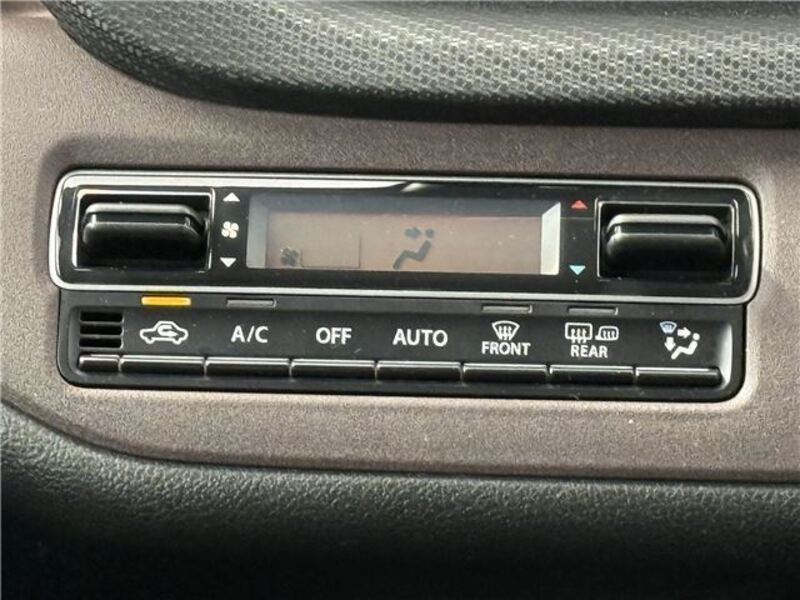 A/C OFF AUTO FRONT REAR